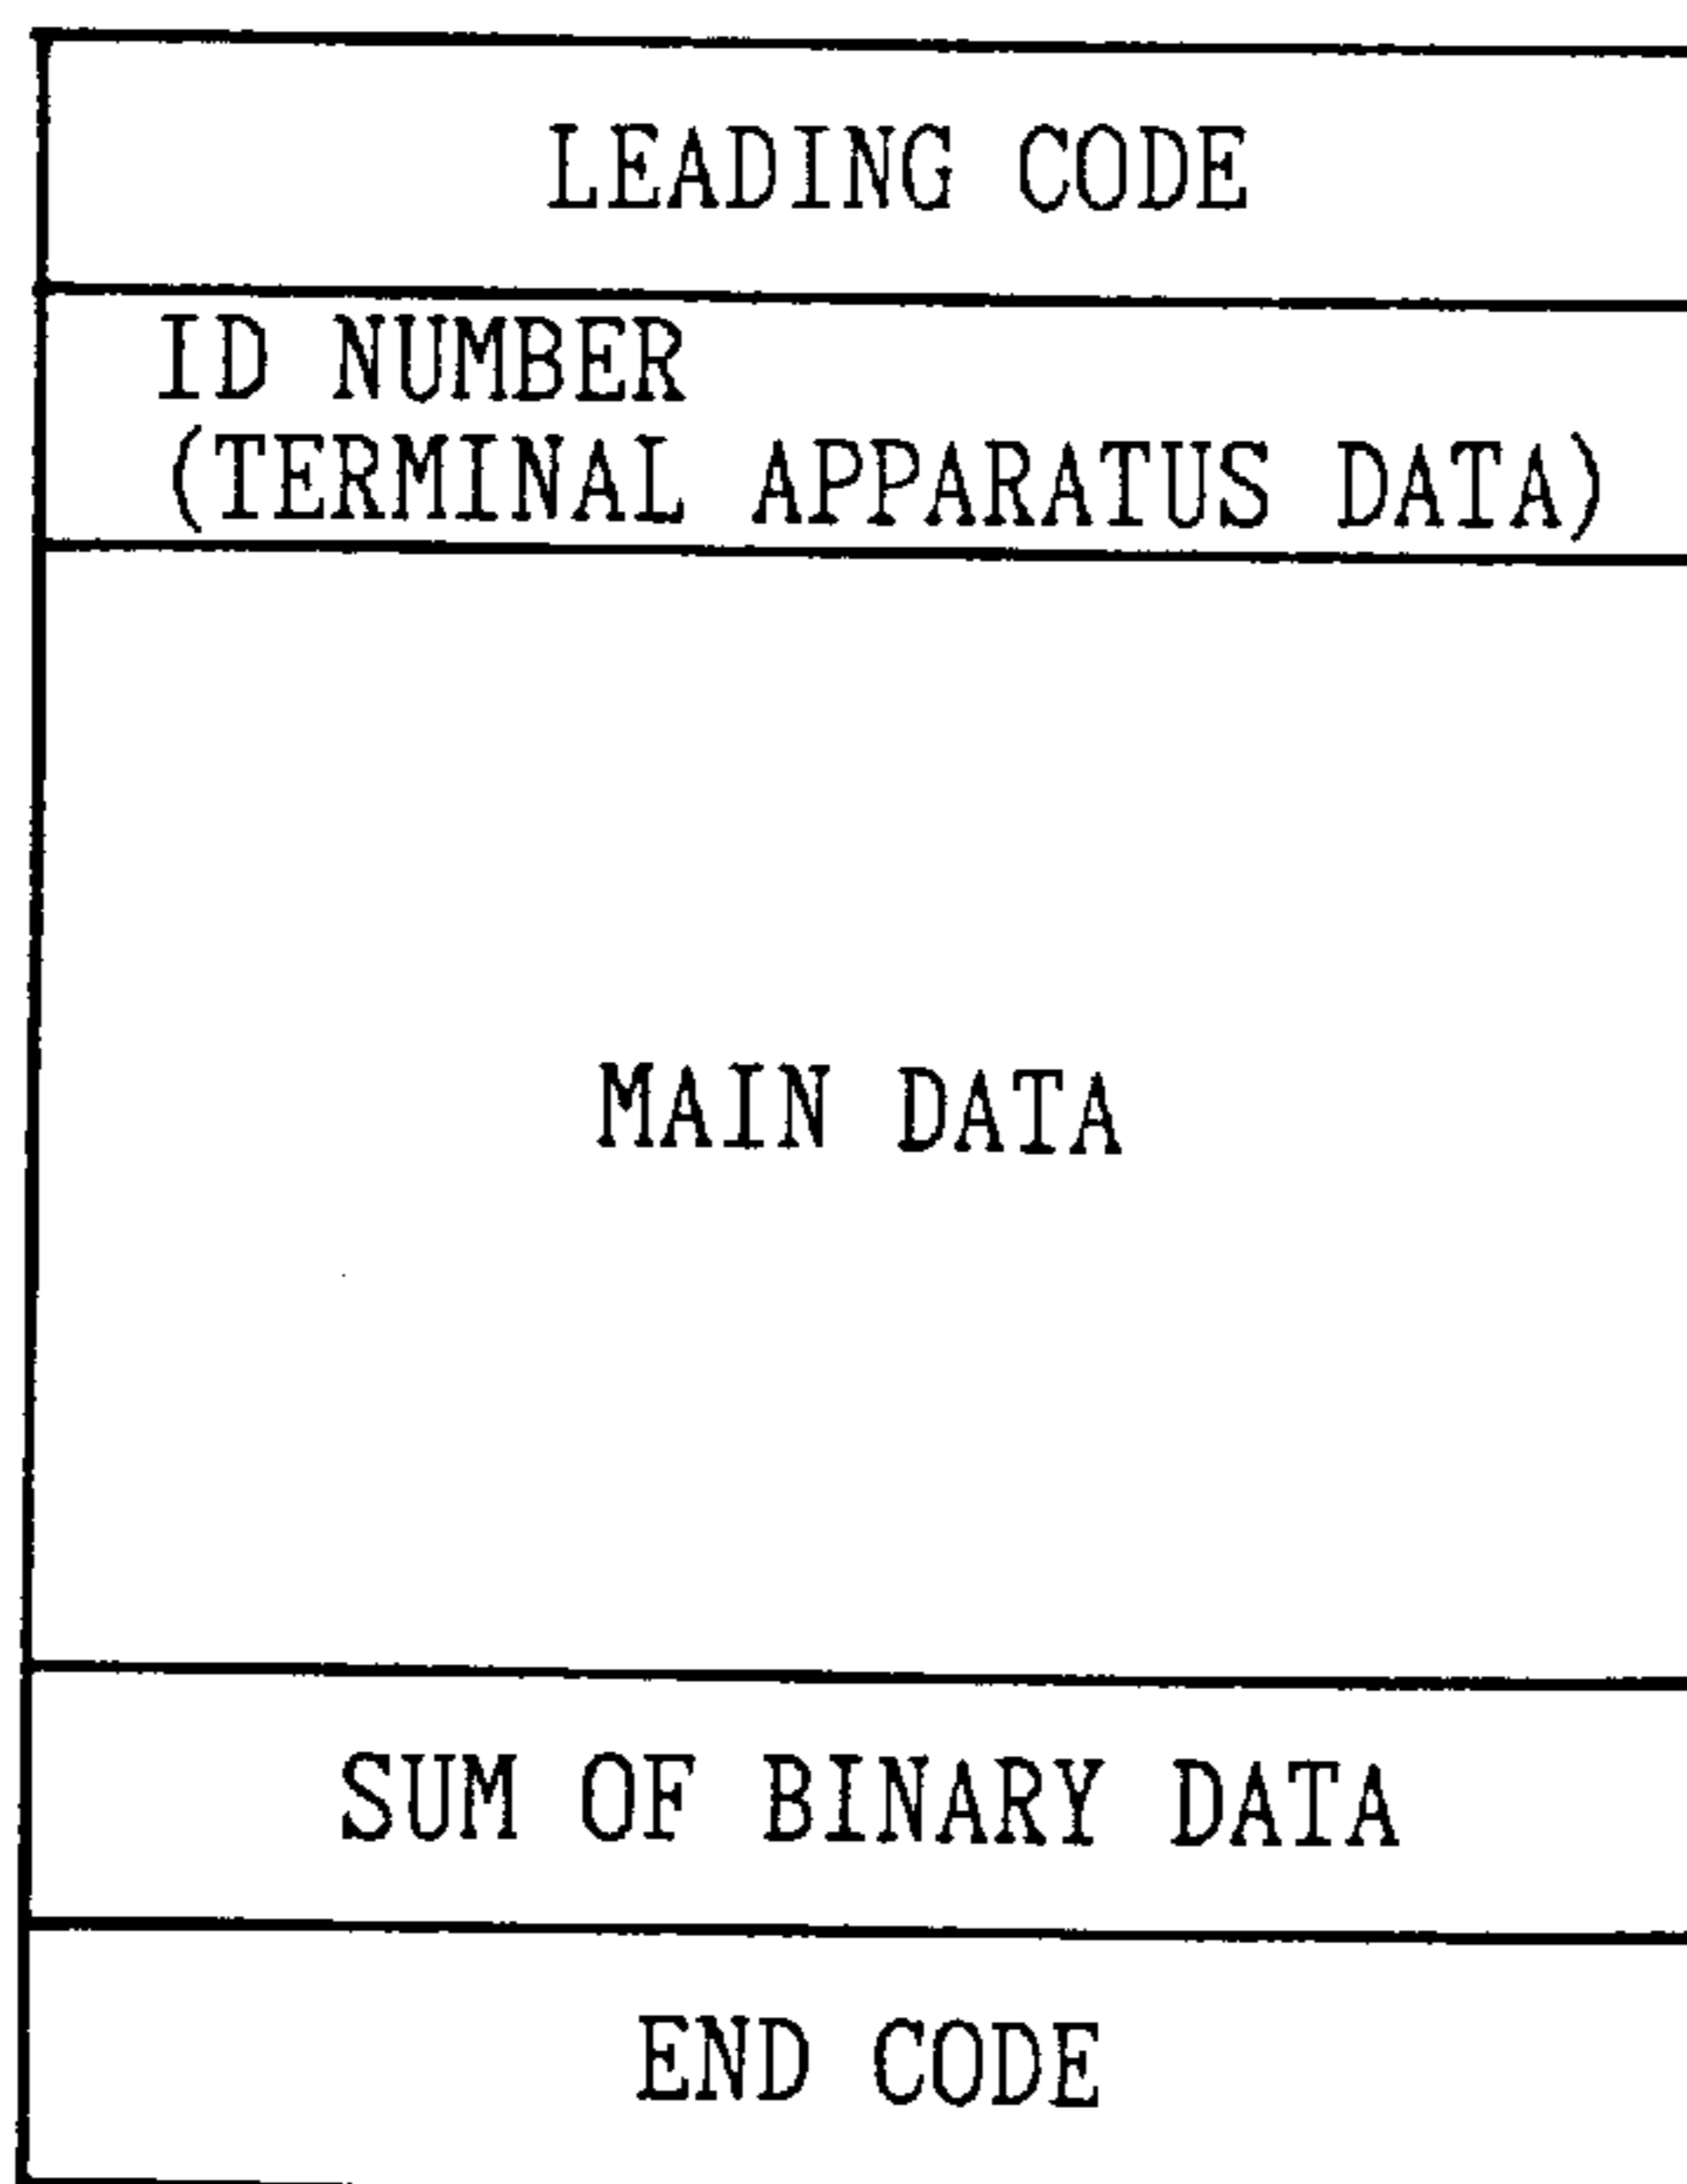 LEADING CODE
ID NUMBER
(TERMINAL APPARATUS DATA)
MAIN DATA
SUM OF BINARY DATA
END CODE